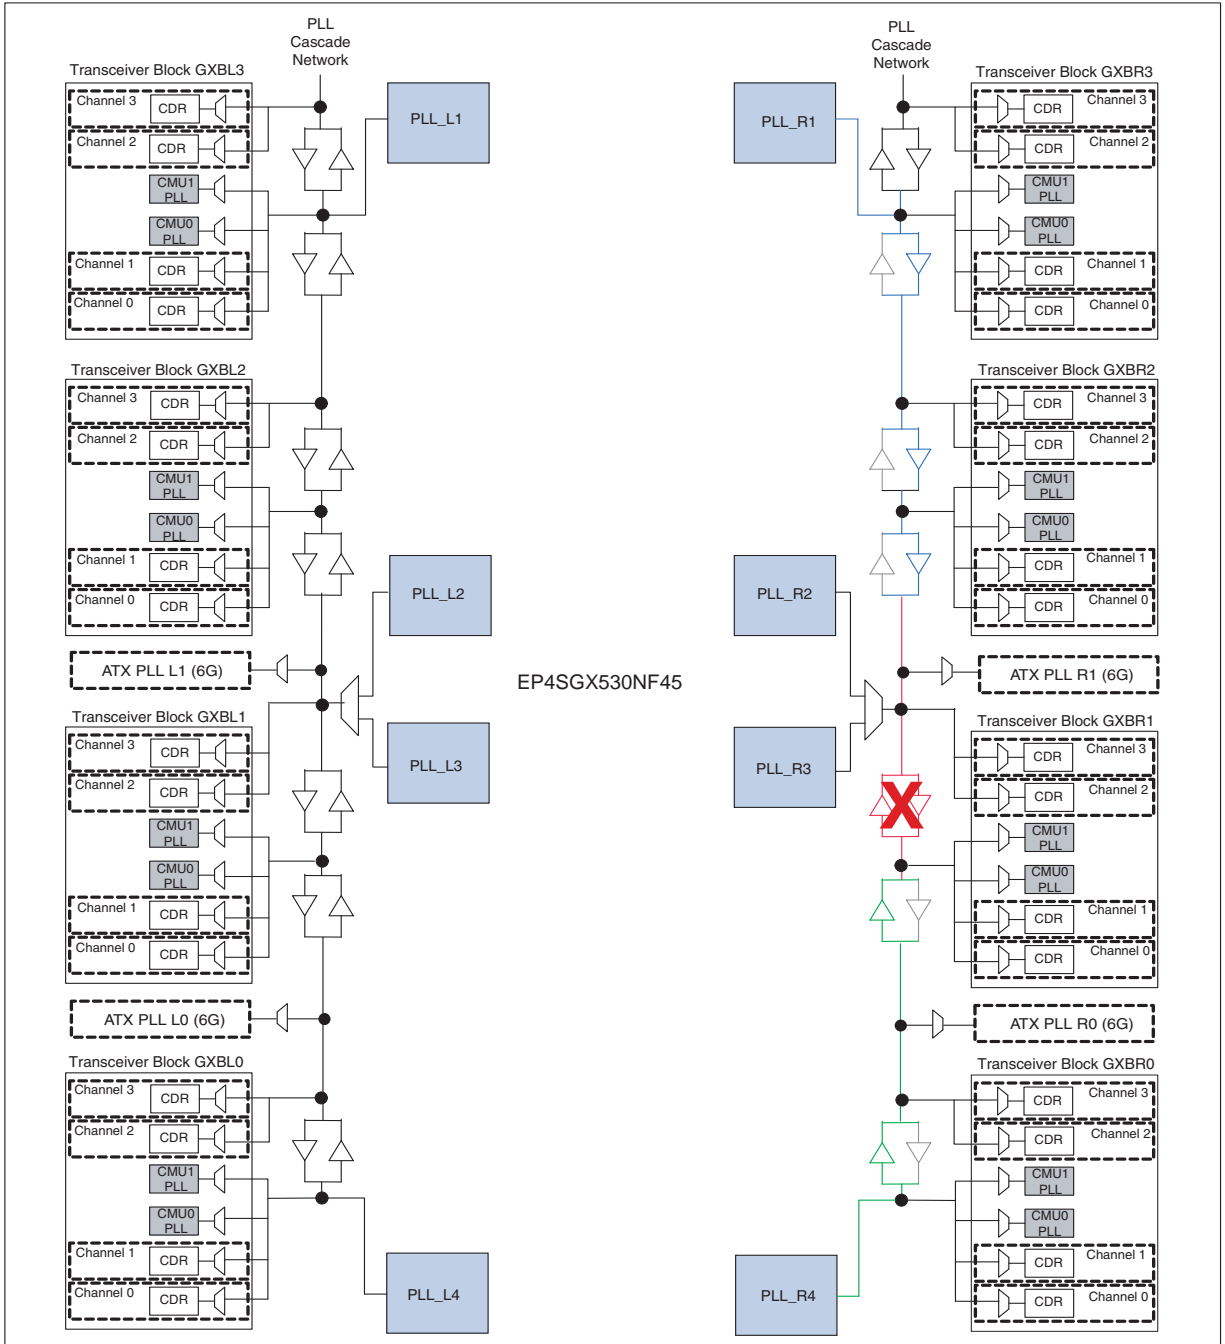 PLL
Cascade
Network
Transceiver Block GXBL3
Channel 3
CDR
Channel 2
CDR
CMU1
PLL
CMU0
PLL
Channel 1
CDR
Channel 0
CDR
PLL_L1
Transceiver Block GXBL2
Channel 3
CDR
Channel 2
CDR
CMU1
PLL
CMU0
PLL
Channel 1
CDR
Channel 0
CDR
PLL_L2
ATX PLL L1 (6G)
Transceiver Block GXBL1
Channel 3
CDR
Channel 2
CDR
CMU1
PLL
CMU0
PLL
Channel 1
CDR
Channel 0
CDR
PLL_L3
ATX PLL L0 (6G)
Transceiver Block GXBL0
Channel 3
CDR
Channel 2
CDR
CMU1
PLL
CMU0
PLL
Channel 1
CDR
Channel 0
CDR
PLL_L4
EP4SGX530NF45
PLL
Cascade
Network
PLL_R1
Transceiver Block GXBR3
Channel 3
CDR
Channel 2
CDR
CMU1
PLL
CMU0
PLL
Channel 1
CDR
Channel 0
CDR
Transceiver Block GXBR2
Channel 3
CDR
Channel 2
CDR
CMU1
PLL
CMU0
PLL
Channel 1
CDR
Channel 0
CDR
PLL_R2
ATX PLL R1 (6G)
PLL_R3
X
Transceiver Block GXBR1
Channel 3
CDR
Channel 2
CDR
CMU1
PLL
CMU0
PLL
Channel 1
CDR
Channel 0
CDR
ATX PLL R0 (6G)
Transceiver Block GXBR0
Channel 3
CDR
Channel 2
CDR
CMU1
PLL
CMU0
PLL
Channel 1
CDR
Channel 0
CDR
PLL_R4